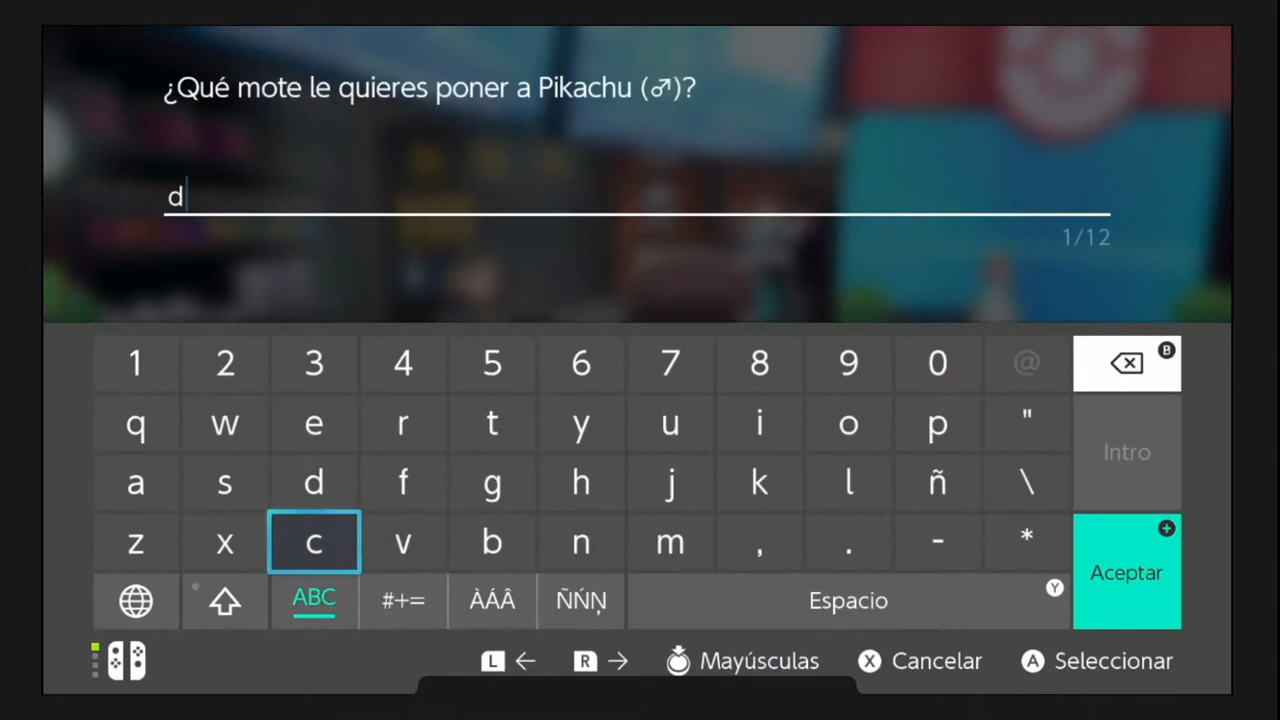 ¿Qué mote le quieres poner a Pikachu (♂)?
d
1/12
1 2 3 4 5 6 7 8 9 0 @
B
q w e r t y u i o p "
Intro
a s d f g h j k l ñ \
z x c v b n m , . - *
+
Aceptar
ABC #+= ÀÁÂ ÑŃŅ Espacio Y
L ← R → Mayúsculas X Cancelar A Seleccionar